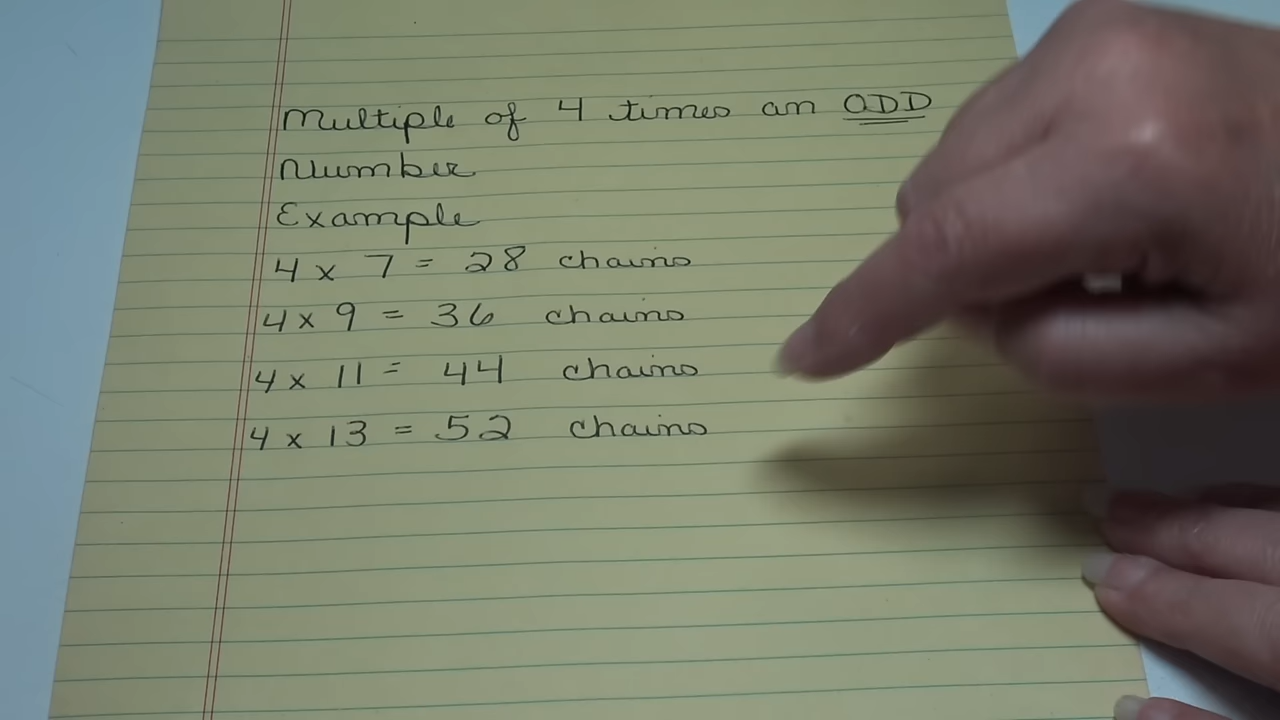 Multiple of 4 times an ODD
Number
Example
4 x 7 = 28 chains
4 x 9 = 36 chains
4 x 11 = 44 chains
4 x 13 = 52 chains